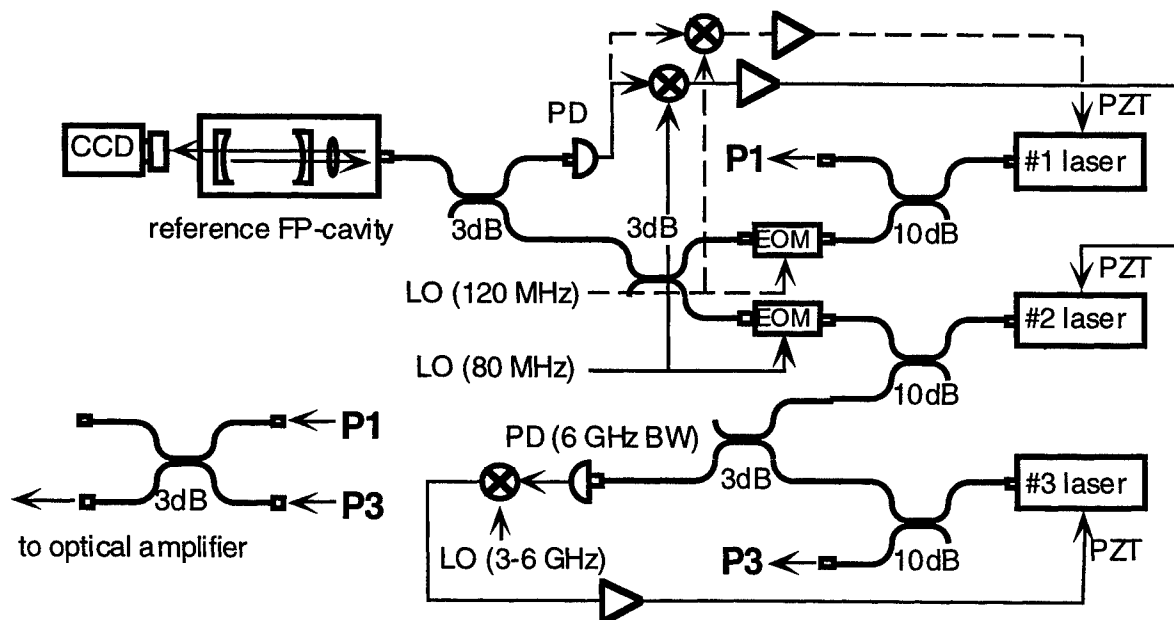 PD
PZT
CCD
P1
#1 laser
reference FP-cavity
3dB
3dB
EOM
10dB
PZT
LO (120 MHz)
EOM
#2 laser
LO (80 MHz)
10dB
P1
PD (6 GHz BW)
3dB
#3 laser
3dB
P3
to optical amplifier
LO (3-6 GHz)
P3
10dB
PZT